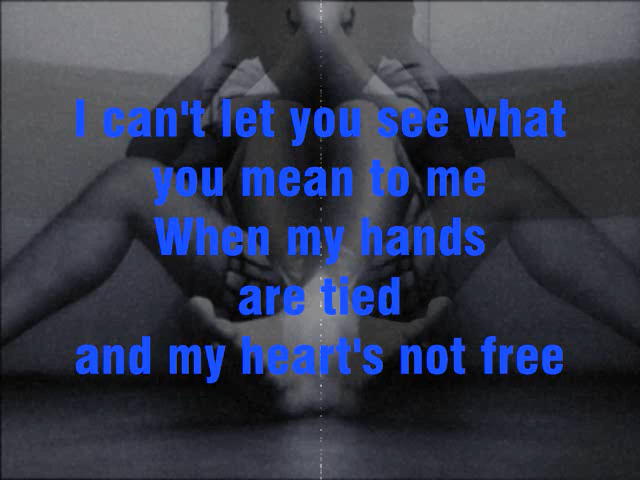 I can't let you see what
you mean to me
When my hands
are tied
and my heart's not free